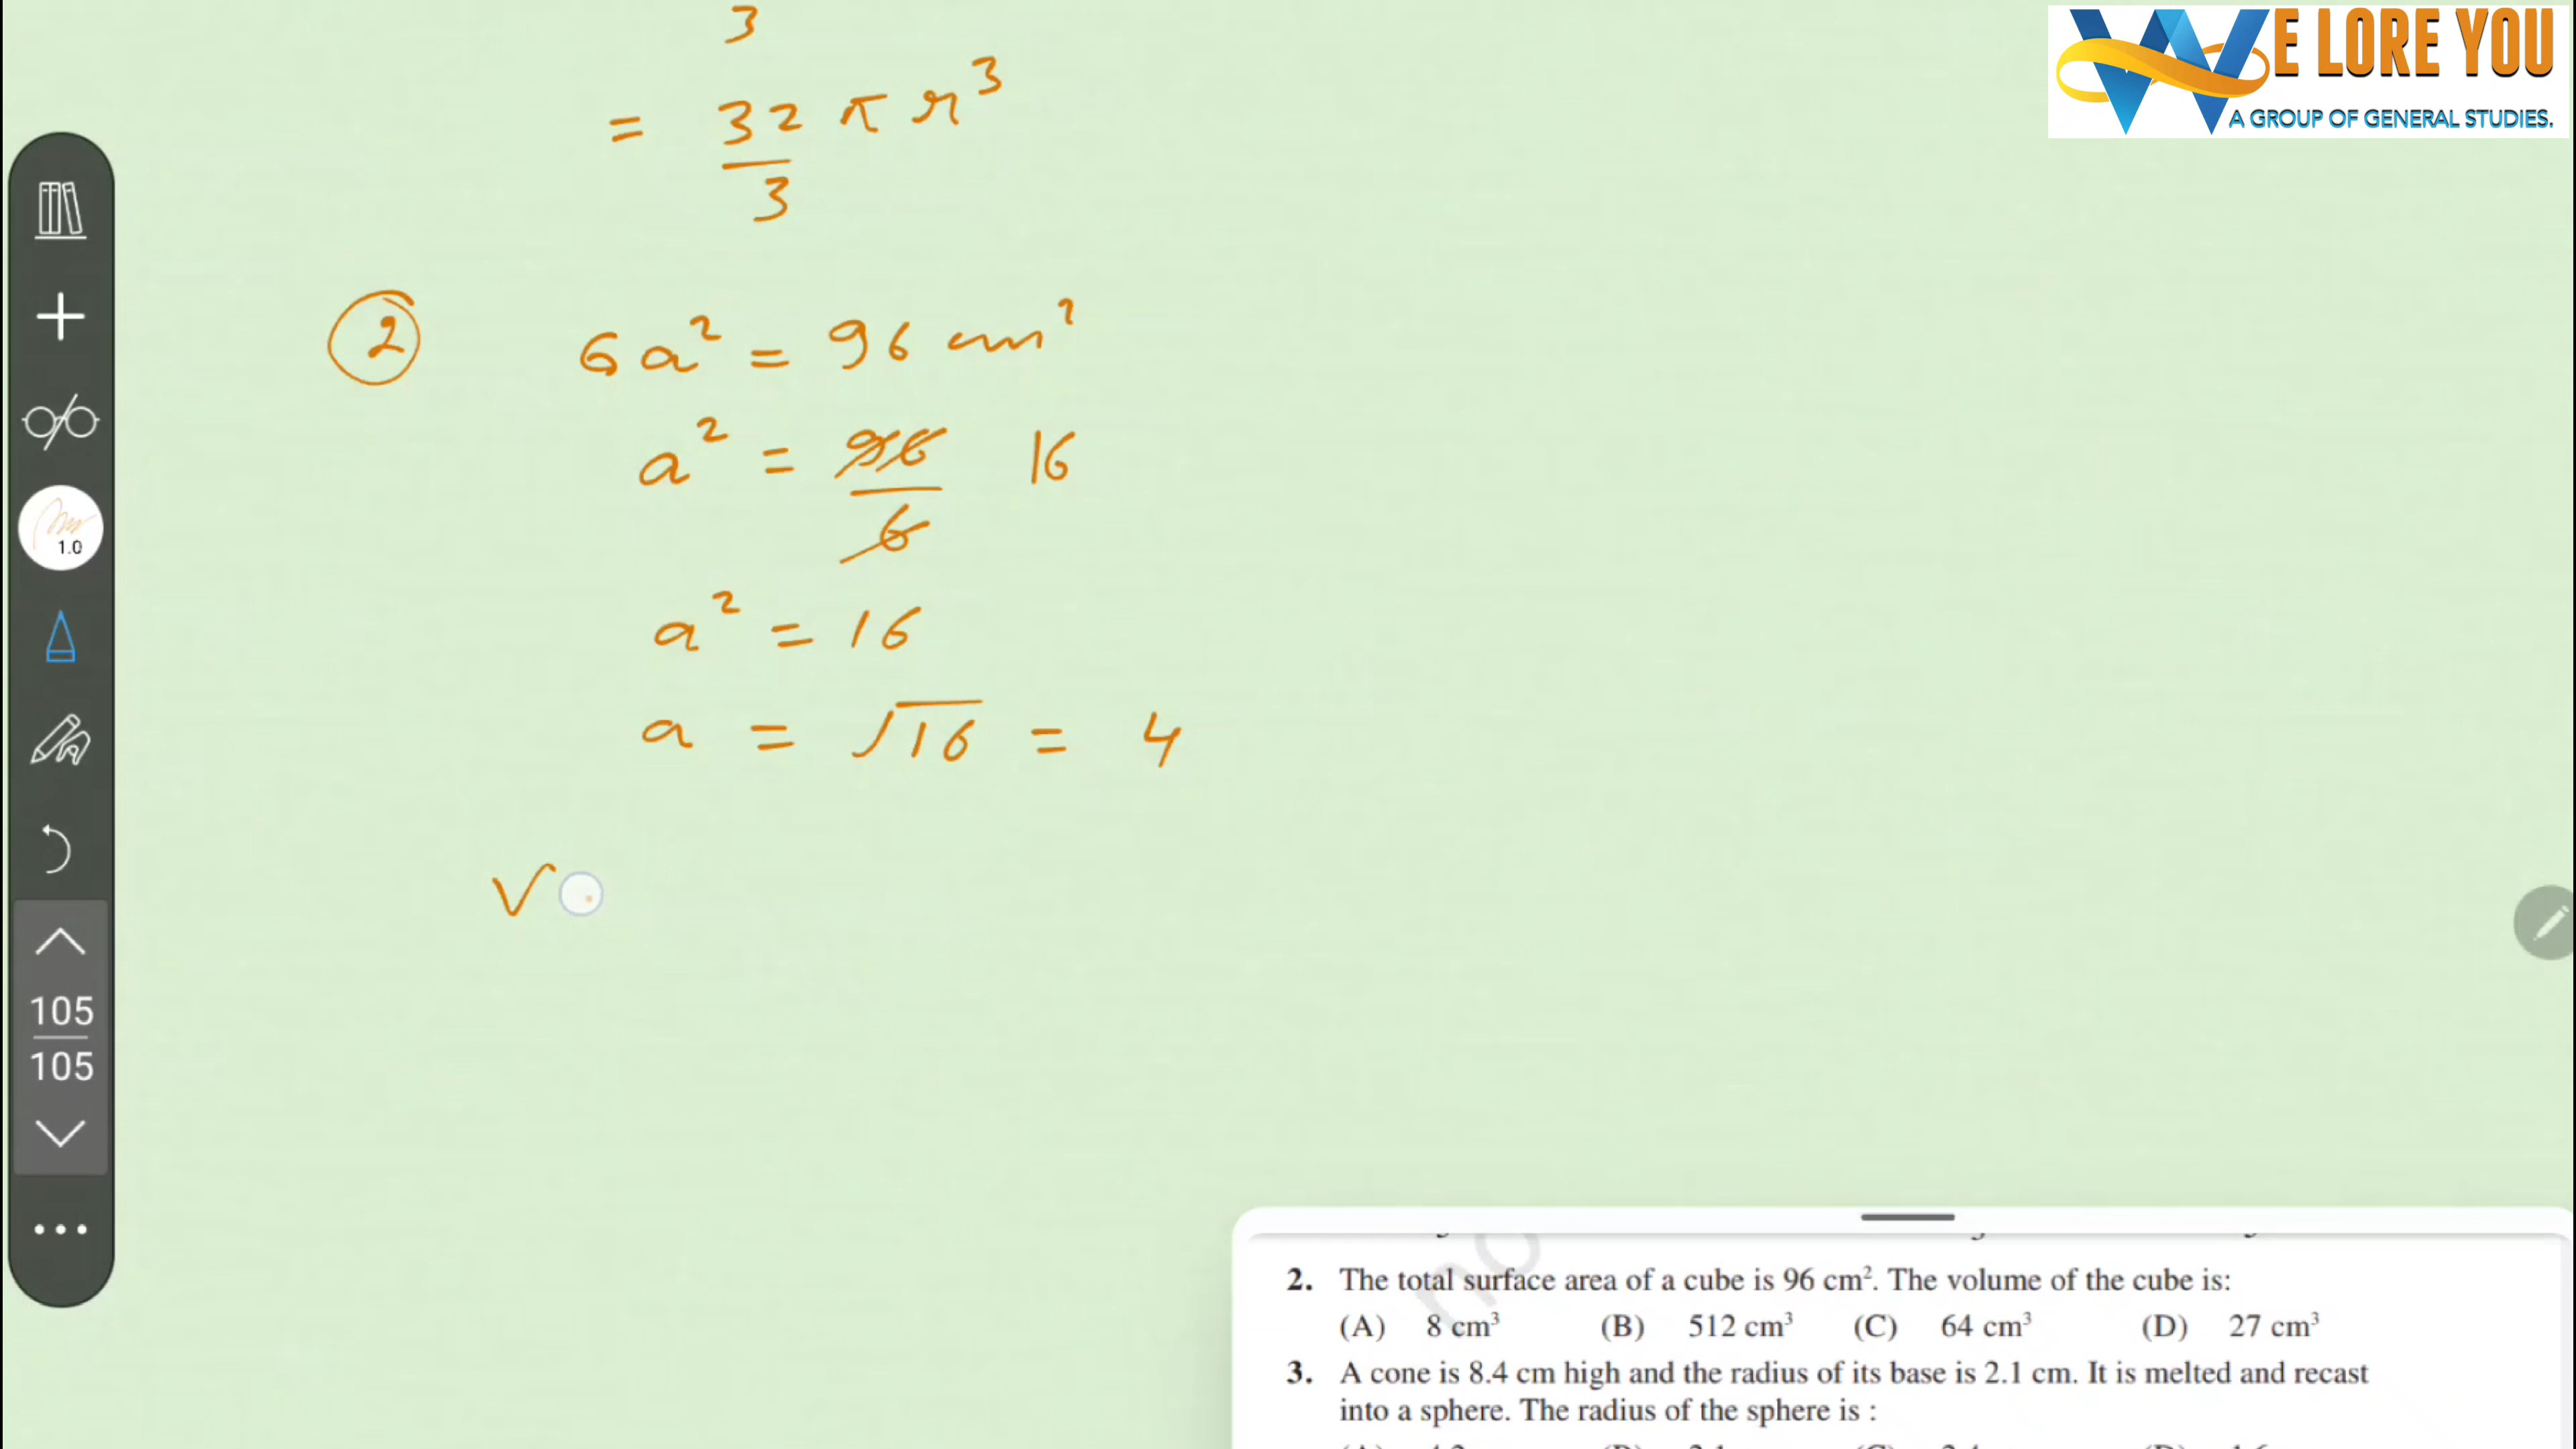 WE LORE YOU
A GROUP OF GENERAL STUDIES.
3
= 32/3 π r³
2
6a² = 96 cm²
a² = 96/6 16
a² = 16
a = √16 = 4
V
1.0
105
105
2. The total surface area of a cube is 96 cm². The volume of the cube is:
(A) 8 cm³ (B) 512 cm³ (C) 64 cm³ (D) 27 cm³
3. A cone is 8.4 cm high and the radius of its base is 2.1 cm. It is melted and recast
into a sphere. The radius of the sphere is :